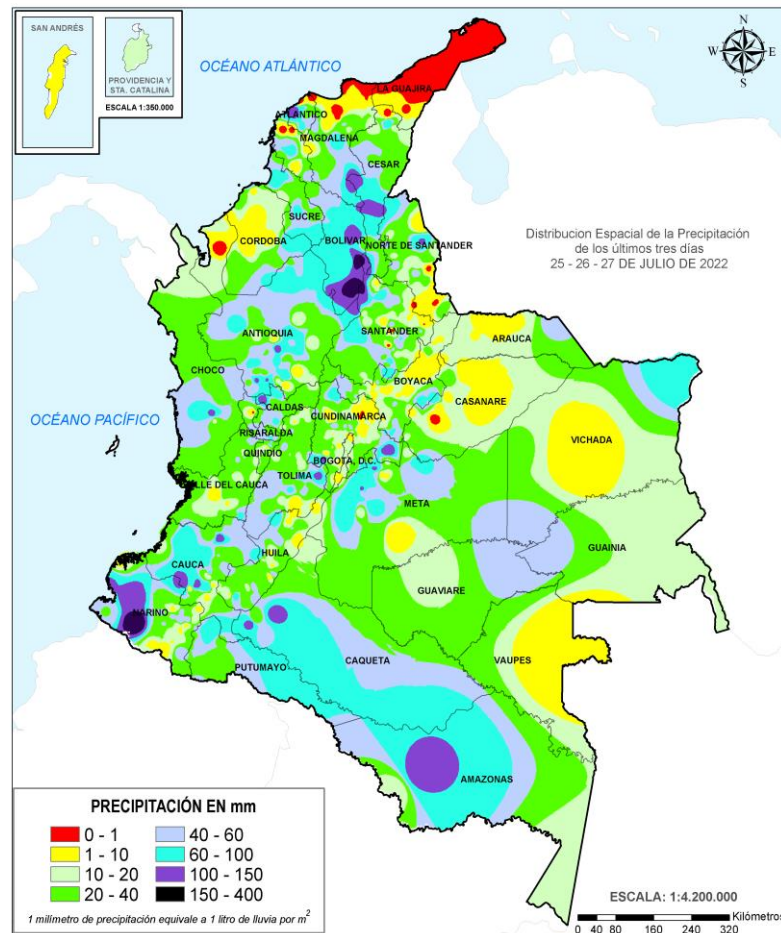 SAN ANDRÉS
PROVIDENCIA Y
STA. CATALINA
ESCALA 1:350.000
OCÉANO ATLÁNTICO
N
W
E
S
LA GUAJIRA
ATLANTICO
MAGDALENA
CESAR
SUCRE
CORDOBA
BOLIVAR
NORTE DE SANTANDER
Distribucion Espacial de la Precipitación
de los últimos tres días
25 - 26 - 27 DE JULIO DE 2022
ANTIOQUIA
SANTANDER
ARAUCA
CHOCO
BOYACA
CASANARE
OCÉANO PACÍFICO
CALDAS
CUNDINAMARCA
RISARALDA
VICHADA
QUINDIO
BOGOTA, D.C.
TOLIMA
VALLE DEL CAUCA
META
HUILA
CAUCA
GUAINIA
GUAVIARE
NARIÑO
VAUPES
PUTUMAYO
CAQUETA
AMAZONAS
PRECIPITACIÓN EN mm
0 - 1
40 - 60
1 - 10
60 - 100
10 - 20
100 - 150
20 - 40
150 - 400
1 milímetro de precipitación equivale a 1 litro de lluvia por m²
ESCALA: 1:4.200.000
Kilómetros
0 40 80 160 240 320